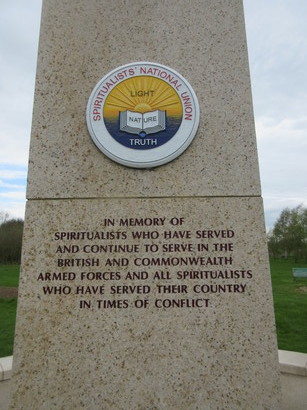 SPIRITUALISTS' NATIONAL UNION
LIGHT
NATURE
TRUTH
IN MEMORY OF
SPIRITUALISTS WHO HAVE SERVED
AND CONTINUE TO SERVE IN THE
BRITISH AND COMMONWEALTH
ARMED FORCES AND ALL SPIRITUALISTS
WHO HAVE SERVED THEIR COUNTRY
IN TIMES OF CONFLICT